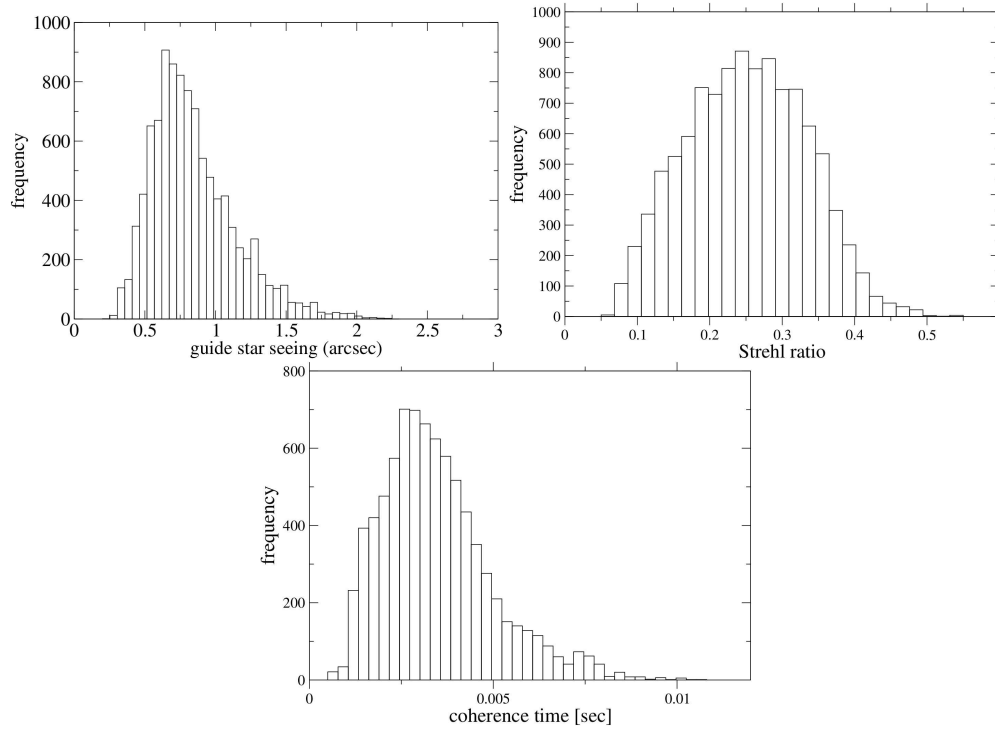 1000
800
600
400
200
0
frequency
0 0.5 1 1.5 2 2.5 3
guide star seeing (arcsec)
1000
900
800
700
600
500
400
300
200
100
0
frequency
0 0.1 0.2 0.3 0.4 0.5
Strehl ratio
800
600
400
200
0
frequency
0 0.005 0.01
coherence time [sec]